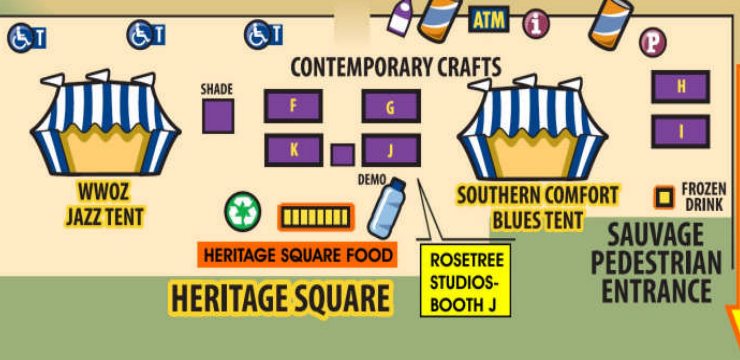 T
T
T
ATM
i
P
CONTEMPORARY CRAFTS
SHADE
F
G
H
K
J
I
DEMO
WWOZ
JAZZ TENT
SOUTHERN COMFORT
BLUES TENT
FROZEN
DRINK
HERITAGE SQUARE FOOD
ROSETREE
STUDIOS-
BOOTH J
SAUVAGE
PEDESTRIAN
ENTRANCE
HERITAGE SQUARE